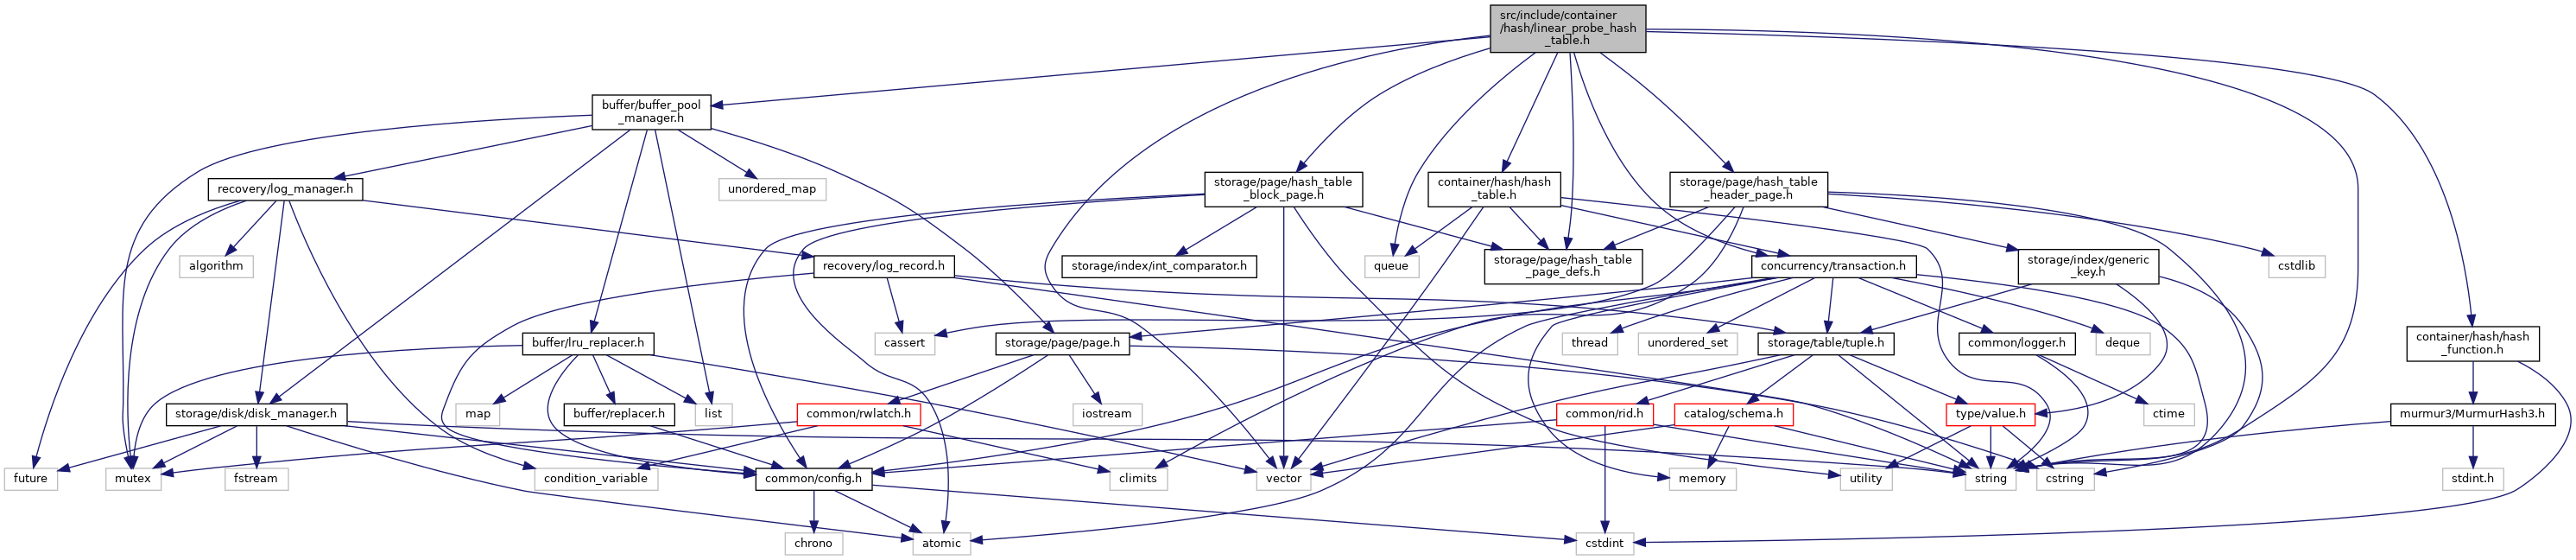 src/include/container
/hash/linear_probe_hash
_table.h
buffer/buffer_pool
_manager.h
recovery/log_manager.h
unordered_map
storage/page/hash_table
_block_page.h
container/hash/hash
_table.h
storage/page/hash_table
_header_page.h
algorithm
recovery/log_record.h
storage/index/int_comparator.h
queue
storage/page/hash_table
_page_defs.h
concurrency/transaction.h
storage/index/generic
_key.h
cstdlib
buffer/lru_replacer.h
cassert
storage/page/page.h
thread
unordered_set
storage/table/tuple.h
common/logger.h
deque
container/hash/hash
_function.h
storage/disk/disk_manager.h
map
buffer/replacer.h
list
common/rwlatch.h
iostream
common/rid.h
catalog/schema.h
type/value.h
ctime
murmur3/MurmurHash3.h
future
mutex
fstream
condition_variable
common/config.h
climits
vector
memory
utility
string
cstring
stdint.h
chrono
atomic
cstdint